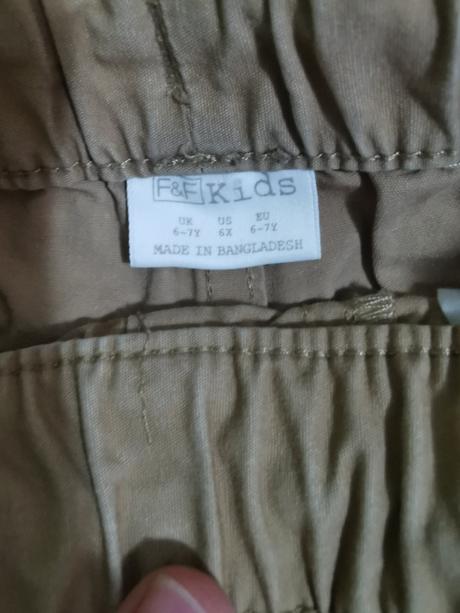 F&F Kids
UK US EU
6-7Y 6X 6-7Y
MADE IN BANGLADESH